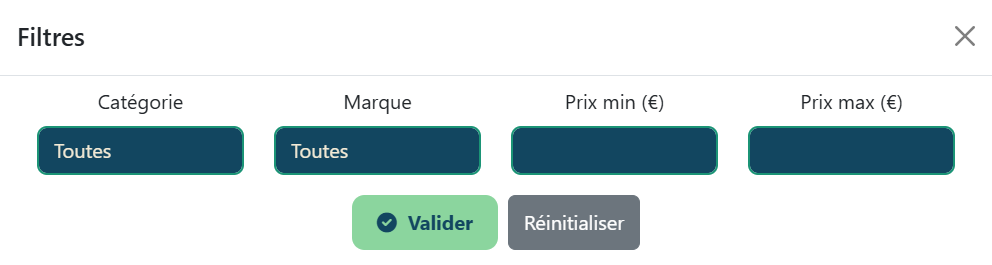 Filtres
Catégorie Marque Prix min (€) Prix max (€)
Toutes Toutes
Valider Réinitialiser